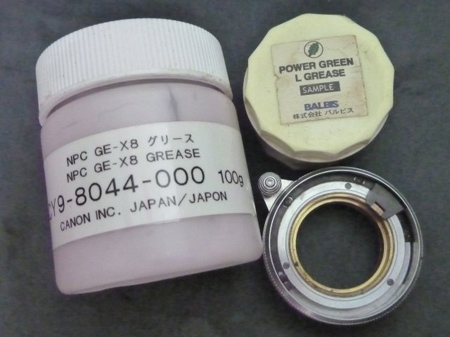 NPC GE-X8 グリース
NPC GE-X8 GREASE
CY9-8044-000 100g
CANON INC. JAPAN/JAPON
POWER GREEN
L GREASE
SAMPLE
BALBIS
株式会社 バルビス